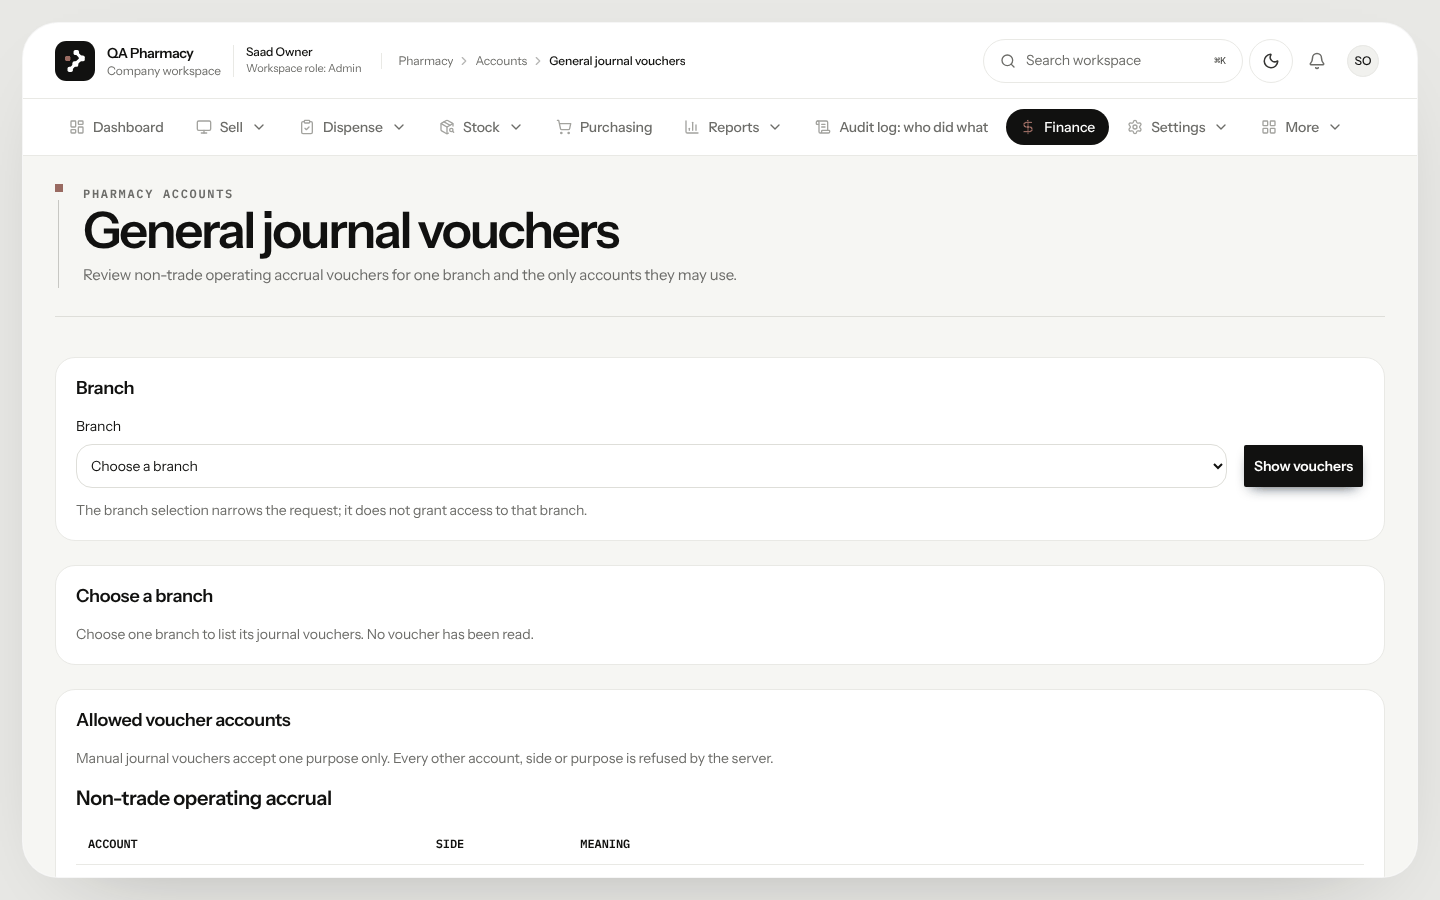 QA Pharmacy
Company workspace
Saad Owner
Workspace role: Admin
Pharmacy
Accounts
General journal vouchers
Search workspace
⌘K
SO
Dashboard
Sell
Dispense
Stock
Purchasing
Reports
Audit log: who did what
Finance
Settings
More
PHARMACY ACCOUNTS
General journal vouchers
Review non-trade operating accrual vouchers for one branch and the only accounts they may use.
Branch
Branch
Choose a branch
Show vouchers
The branch selection narrows the request; it does not grant access to that branch.
Choose a branch
Choose one branch to list its journal vouchers. No voucher has been read.
Allowed voucher accounts
Manual journal vouchers accept one purpose only. Every other account, side or purpose is refused by the server.
Non-trade operating accrual
ACCOUNT SIDE MEANING